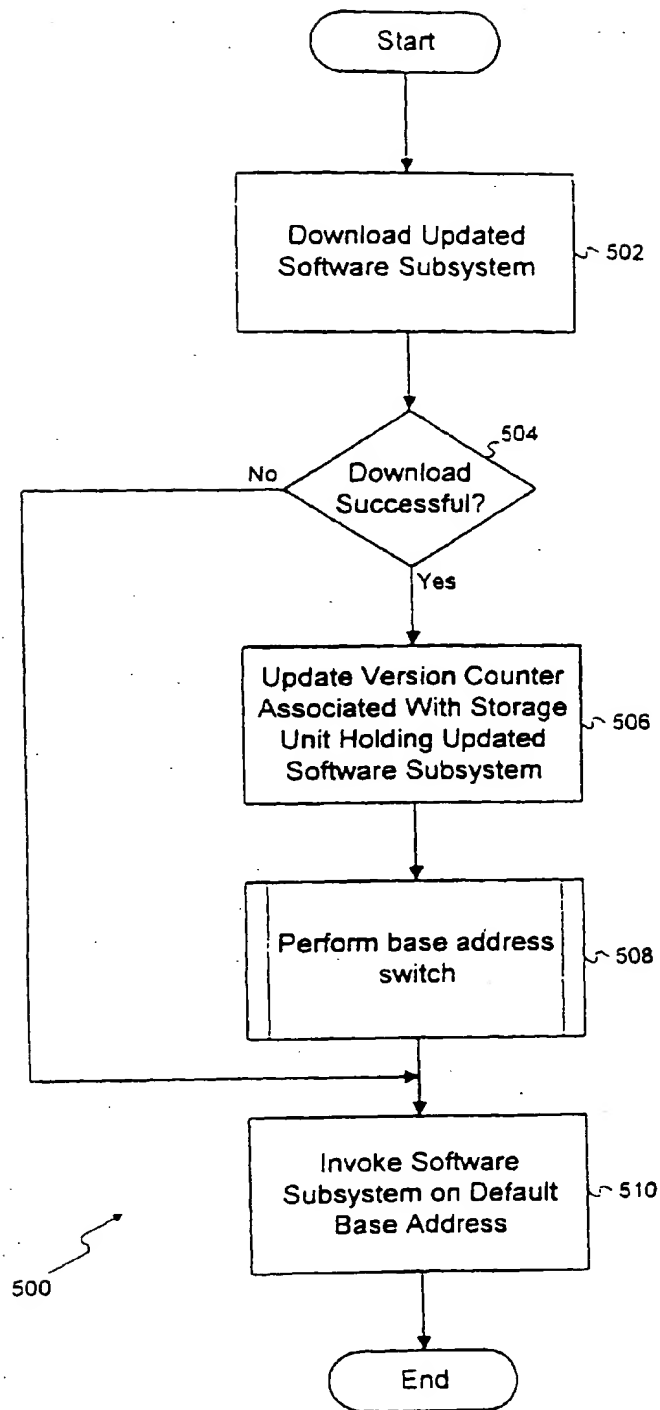 Start
Download Updated
Software Subsystem
502
504
No
Download
Successful?
Yes
Update Version Counter
Associated With Storage
Unit Holding Updated
Software Subsystem
506
Perform base address
switch
508
Invoke Software
Subsystem on Default
Base Address
510
500
End